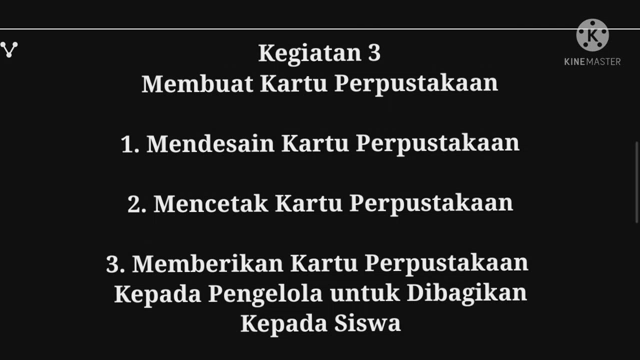 Kegiatan 3
Membuat Kartu Perpustakaan
1. Mendesain Kartu Perpustakaan
2. Mencetak Kartu Perpustakaan
3. Memberikan Kartu Perpustakaan
Kepada Pengelola untuk Dibagikan
Kepada Siswa
K
KINEMASTER